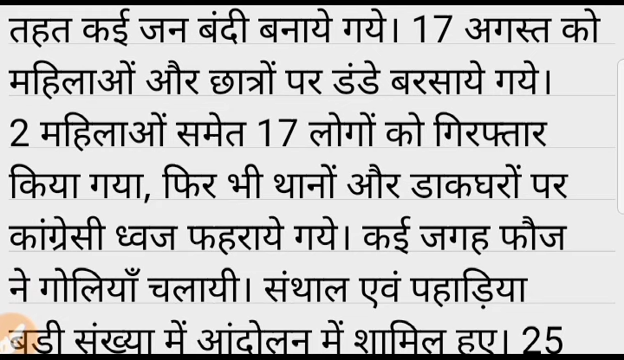 तहत कई जन बंदी बनाये गये। 17 अगस्त को
महिलाओं और छात्रों पर डंडे बरसाये गये।
2 महिलाओं समेत 17 लोगों को गिरफ्तार
किया गया, फिर भी थानों और डाकघरों पर
कांग्रेसी ध्वज फहराये गये। कई जगह फौज
ने गोलियाँ चलायी। संथाल एवं पहाड़िया
बड़ी संख्या में आंदोलन में शामिल हुए। 25